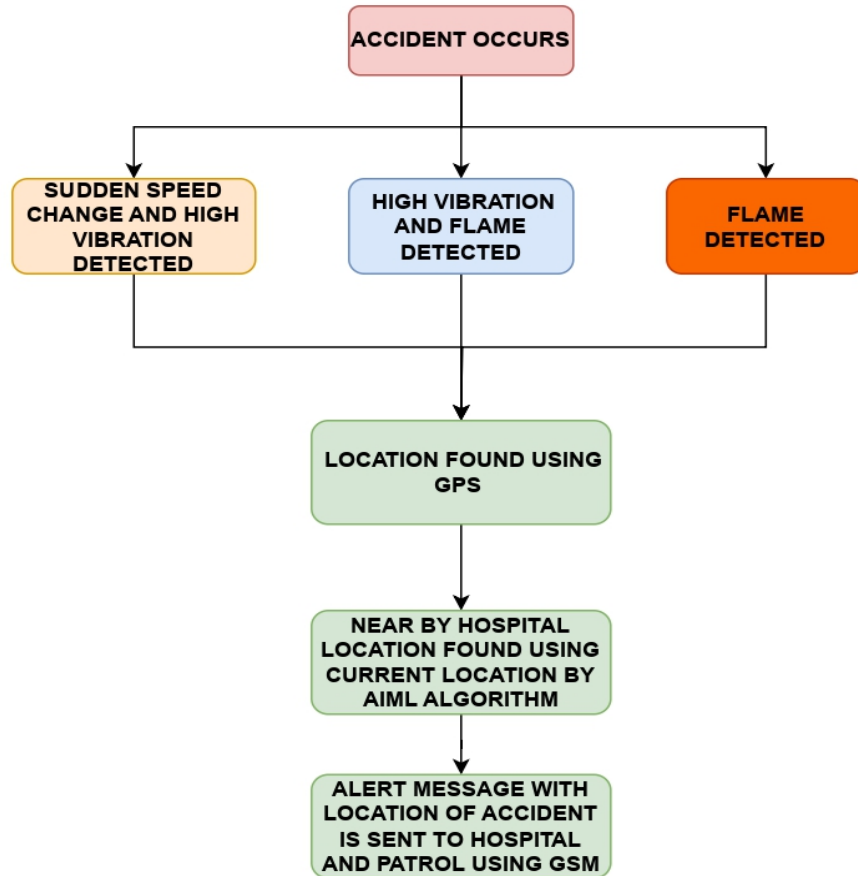 ACCIDENT OCCURS
SUDDEN SPEED
CHANGE AND HIGH
VIBRATION
DETECTED
HIGH VIBRATION
AND FLAME
DETECTED
FLAME
DETECTED
LOCATION FOUND USING
GPS
NEAR BY HOSPITAL
LOCATION FOUND USING
CURRENT LOCATION BY
AIML ALGORITHM
ALERT MESSAGE WITH
LOCATION OF ACCIDENT
IS SENT TO HOSPITAL
AND PATROL USING GSM